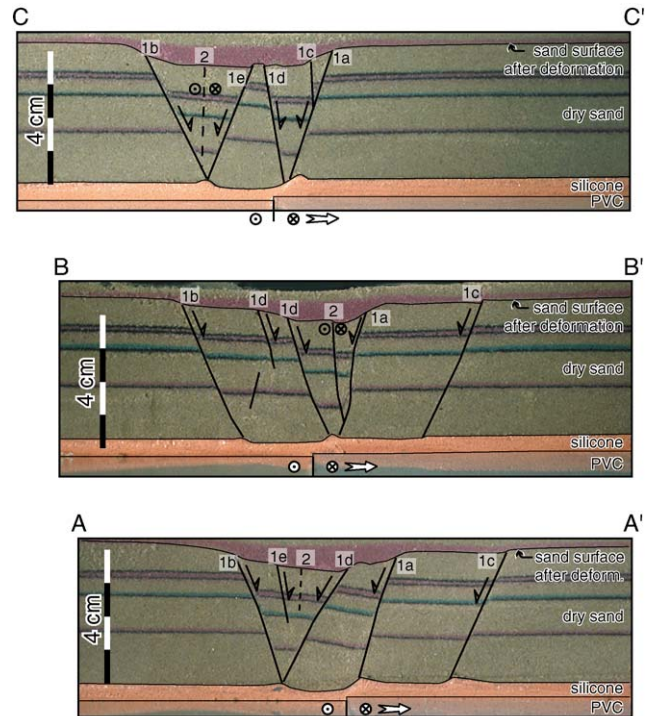 C C'
1b 2 1e 1d 1c 1a
sand surface
after deformation
4 cm
dry sand
silicone
PVC
B B'
1b 1d 1d 2 1a 1c
sand surface
after deformation
4 cm
dry sand
silicone
PVC
A A'
1b 1e 2 1d 1a 1c
sand surface
after deform.
4 cm
dry sand
silicone
PVC